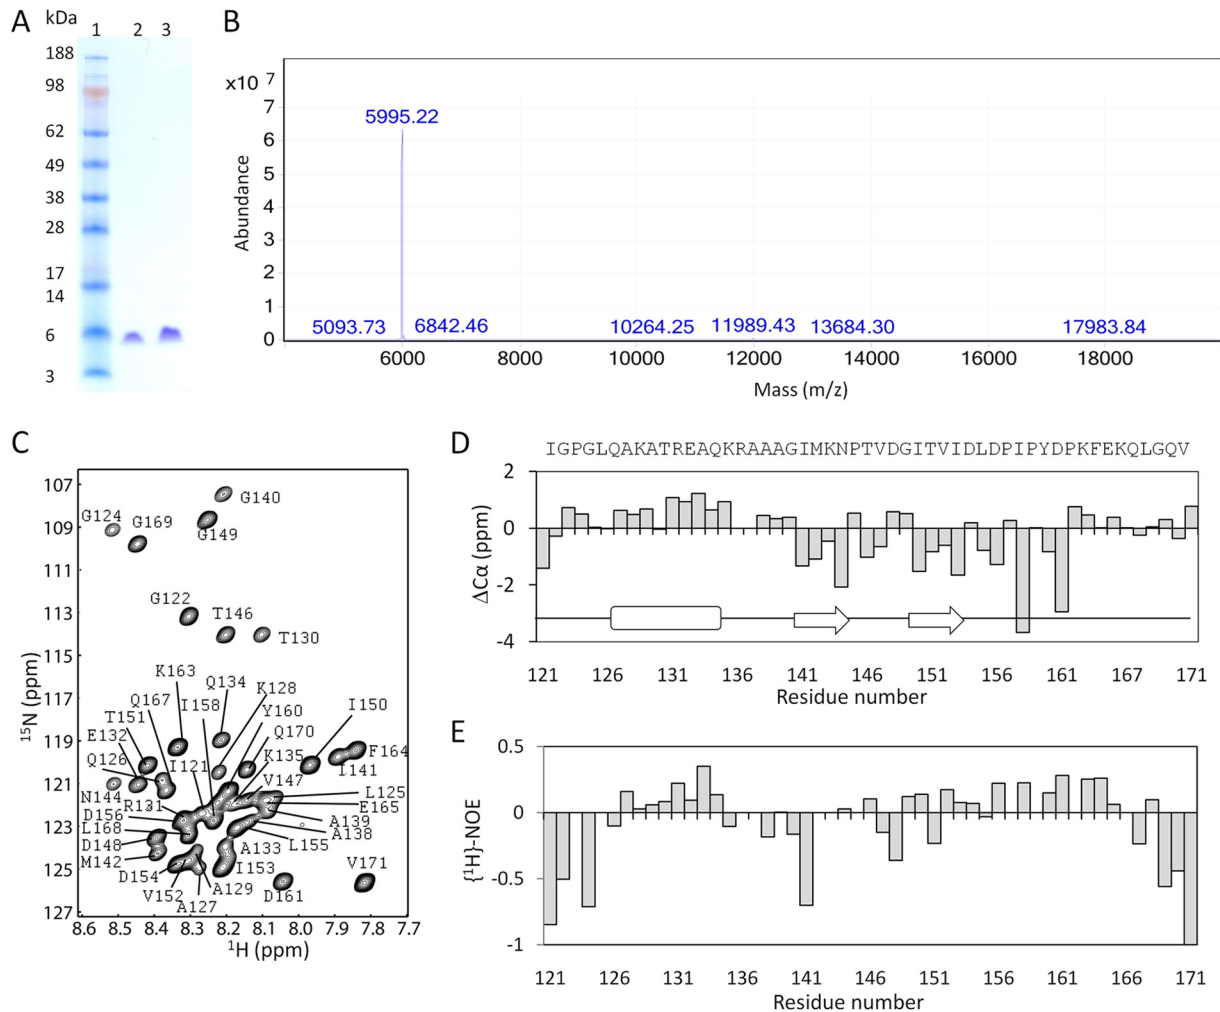 A
kDa
1 2 3
188
98
62
49
38
28
17
14
6
3
B
x10 7
7
6
5
4
3
2
1
0
Abundance
5995.22
5093.73
6842.46
10264.25
11989.43
13684.30
17983.84
6000 8000 10000 12000 14000 16000 18000
Mass (m/z)
C
107
109
111
113
115
117
119
121
123
125
127
15N (ppm)
G140
G124
G169
G149
G122
T146
T130
K163
Q134
Q167
I158
K128
T151
Y160
I150
E132
Q170
Q126
I121
K135
F164
V147
I141
N144
L125
R131
E165
D156
A139
L168
A138
D148
A133
L155
M142
I153
V171
D154
A129
D161
V152
A127
8.6 8.5 8.4 8.3 8.2 8.1 8.0 7.9 7.8 7.7
1H (ppm)
D
IGPGLQAKATREAQKRAAAGIMKNPTVDGITVIDLDPIPYDPKFEKQLGQV
2
0
-2
-4
ΔCα (ppm)
121 126 131 136 141 146 151 156 161 167 171
Residue number
E
0.5
0
-0.5
-1
{1H}-NOE
121 126 131 136 141 146 151 156 161 166 171
Residue number